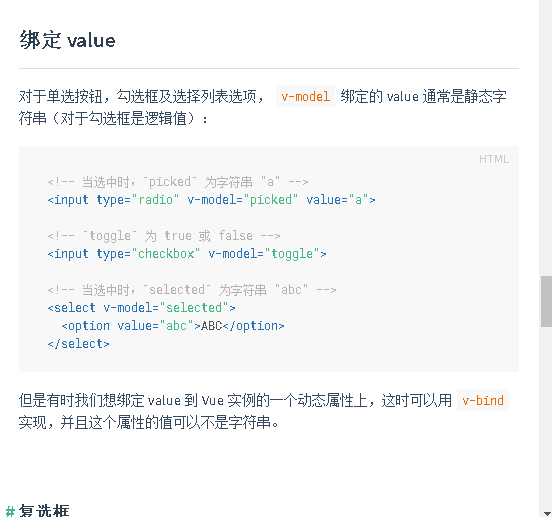 绑定 value
对于单选按钮，勾选框及选择列表选项， v-model 绑定的 value 通常是静态字
符串（对于勾选框是逻辑值）：
HTML
<!-- 当选中时，`picked` 为字符串 "a" -->
<input type="radio" v-model="picked" value="a">
<!-- `toggle` 为 true 或 false -->
<input type="checkbox" v-model="toggle">
<!-- 当选中时，`selected` 为字符串 "abc" -->
<select v-model="selected">
  <option value="abc">ABC</option>
</select>
但是有时我们想绑定 value 到 Vue 实例的一个动态属性上，这时可以用 v-bind
实现，并且这个属性的值可以不是字符串。
# 复选框